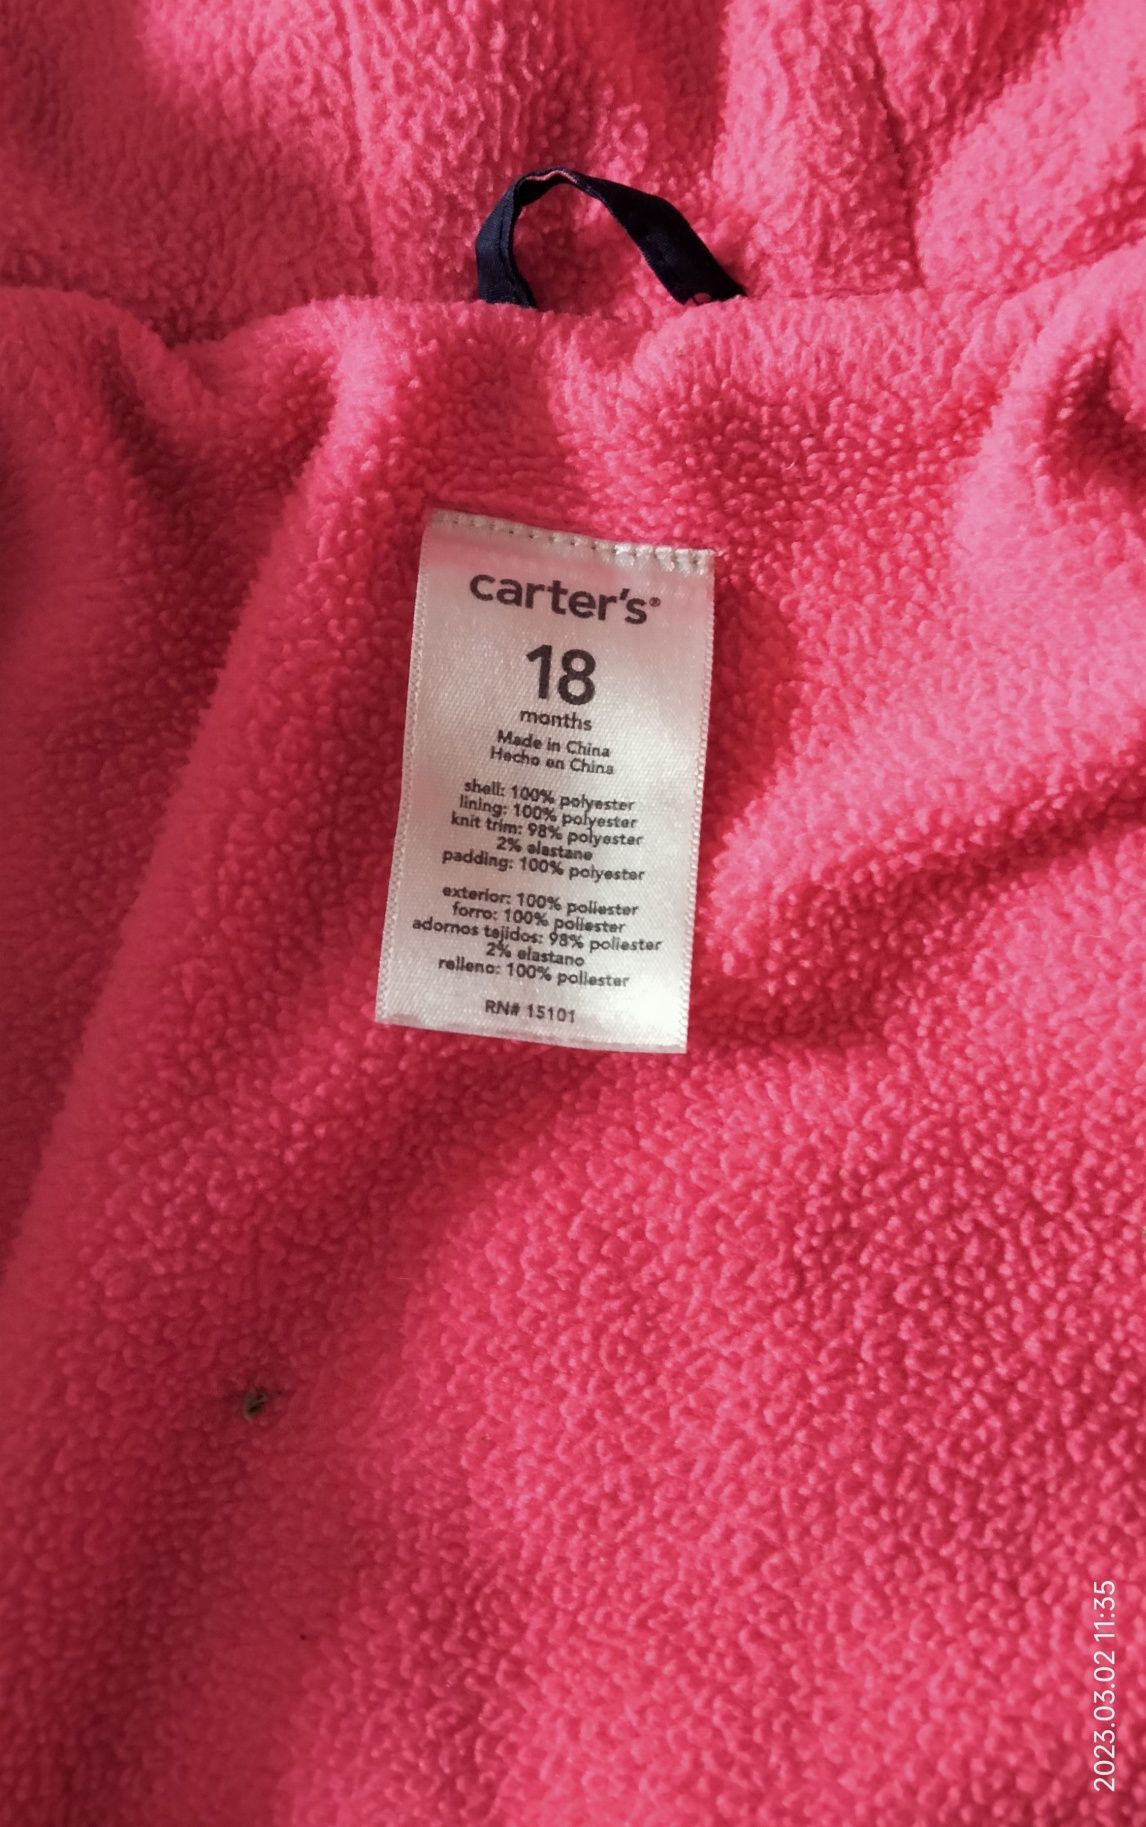 carter's®
18
months
Made in China
Hecho en China
shell: 100% polyester
lining: 100% polyester
knit trim: 98% polyester
2% elastane
padding: 100% polyester
exterior: 100% poliester
forro: 100% poliester
adornos tejidos: 98% poliester
2% elastano
relleno: 100% poliester
RN# 15101
2023.03.02 11:35